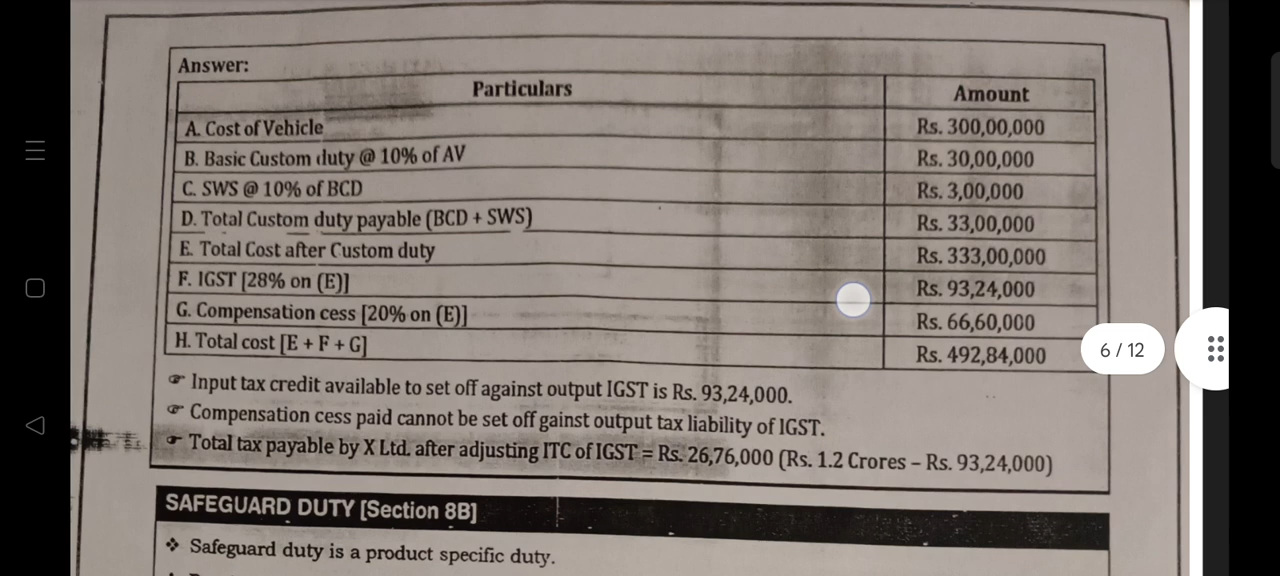 Answer:
Particulars Amount
A. Cost of Vehicle Rs. 300,00,000
B. Basic Custom duty @ 10% of AV Rs. 30,00,000
C. SWS @ 10% of BCD Rs. 3,00,000
D. Total Custom duty payable (BCD + SWS) Rs. 33,00,000
E. Total Cost after Custom duty Rs. 333,00,000
F. IGST [28% on (E)] Rs. 93,24,000
G. Compensation cess [20% on (E)] Rs. 66,60,000
H. Total cost [E + F + G] Rs. 492,84,000
6 / 12
☞ Input tax credit available to set off against output IGST is Rs. 93,24,000.
☞ Compensation cess paid cannot be set off gainst output tax liability of IGST.
☞ Total tax payable by X Ltd. after adjusting ITC of IGST = Rs. 26,76,000 (Rs. 1.2 Crores – Rs. 93,24,000)
SAFEGUARD DUTY [Section 8B]
❖ Safeguard duty is a product specific duty.